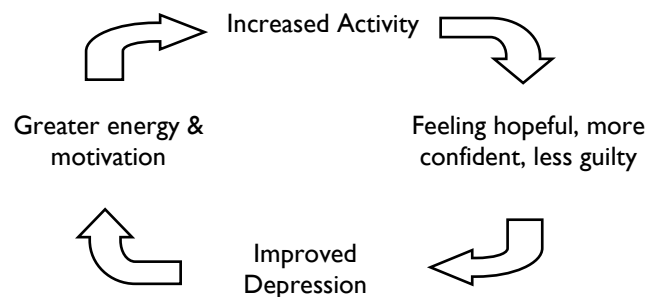 Increased Activity
Greater energy &
motivation
Feeling hopeful, more
confident, less guilty
Improved
Depression